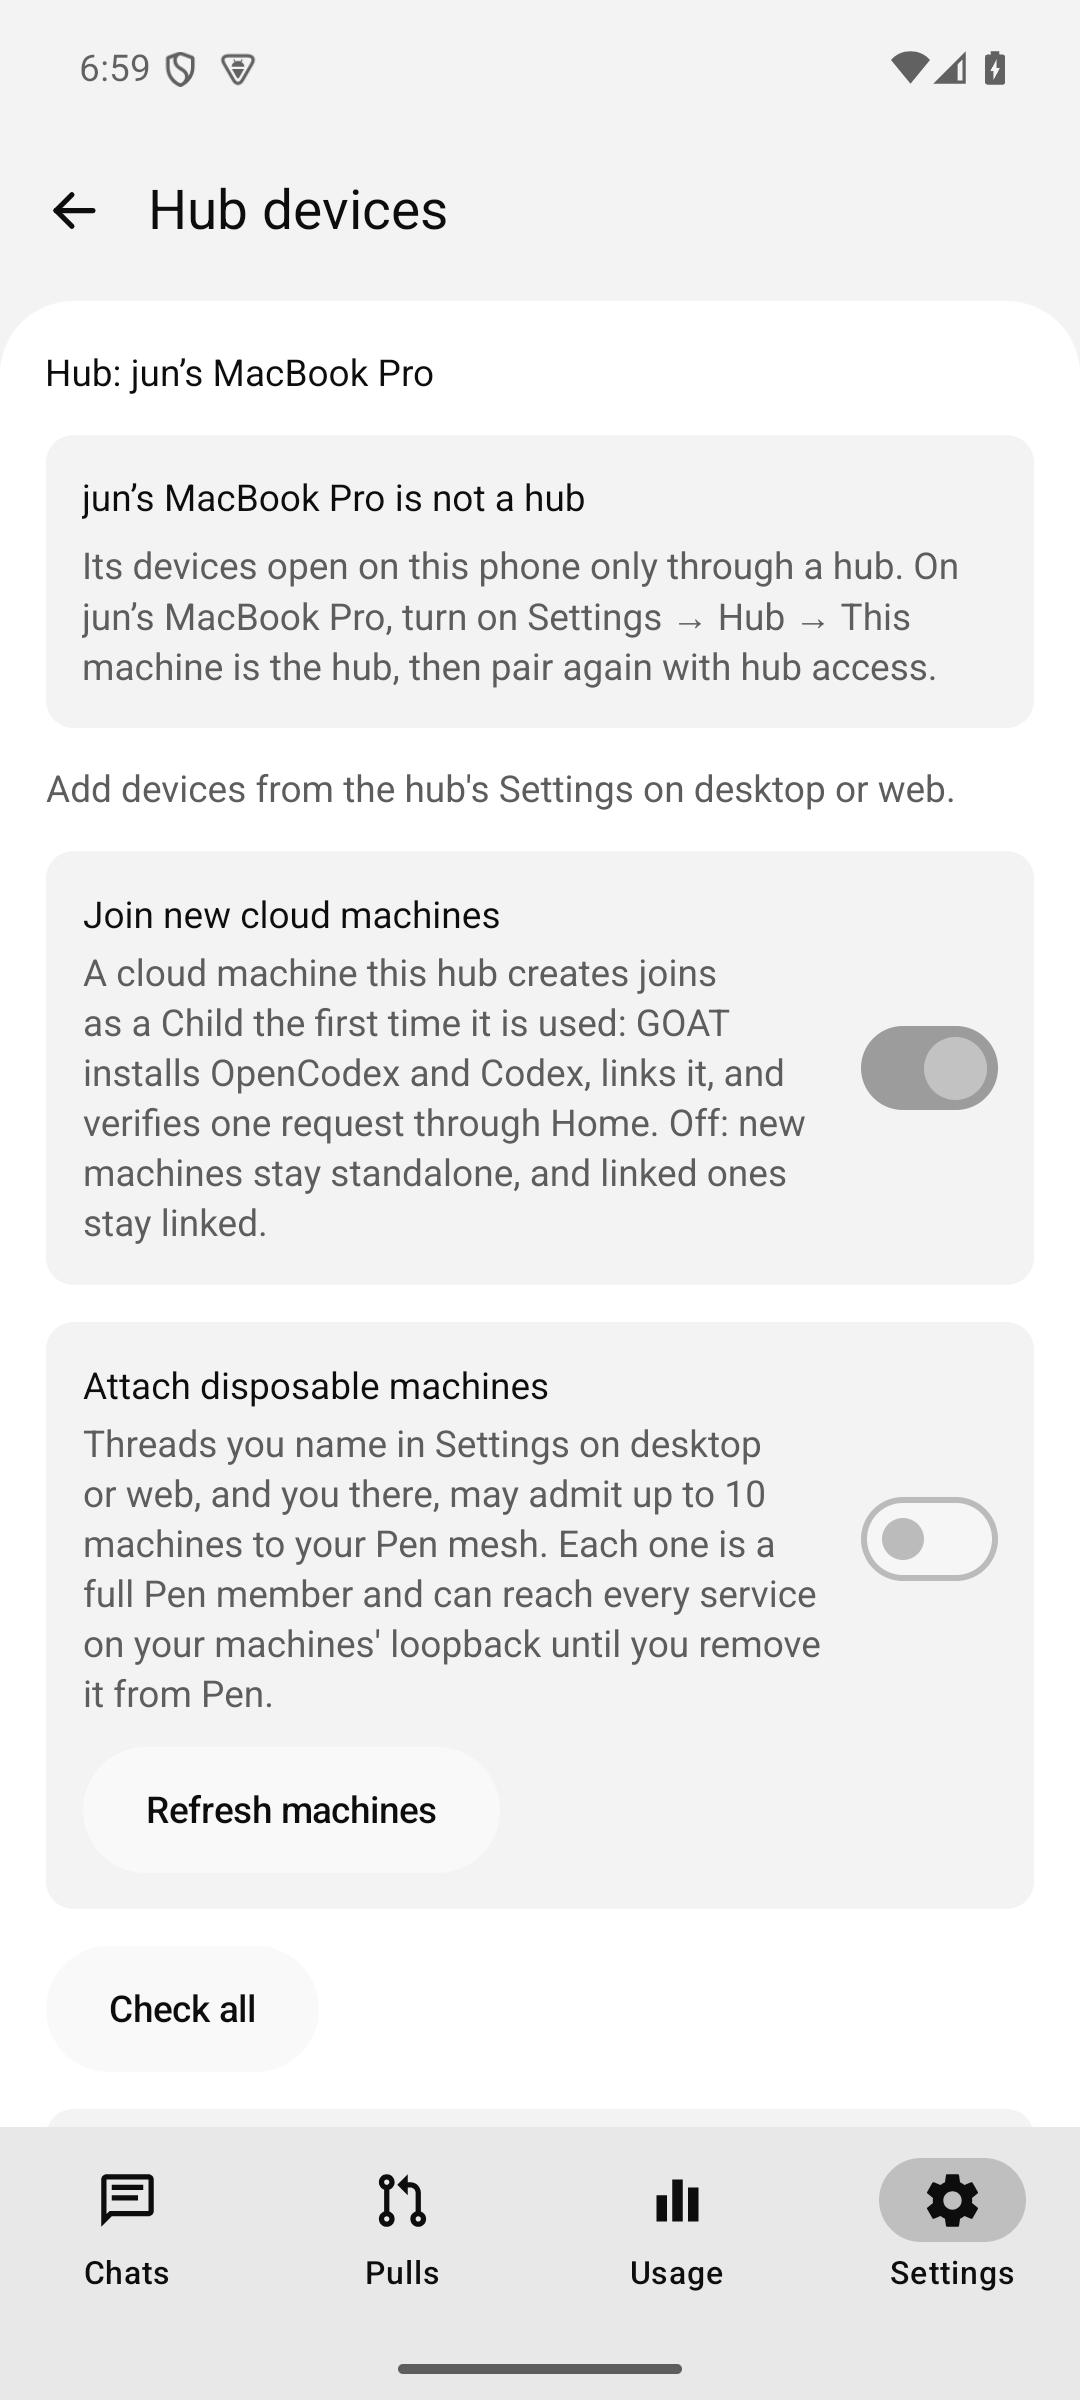 6:59
Hub devices
Hub: jun’s MacBook Pro
jun’s MacBook Pro is not a hub
Its devices open on this phone only through a hub. On
jun’s MacBook Pro, turn on Settings → Hub → This
machine is the hub, then pair again with hub access.
Add devices from the hub's Settings on desktop or web.
Join new cloud machines
A cloud machine this hub creates joins
as a Child the first time it is used: GOAT
installs OpenCodex and Codex, links it, and
verifies one request through Home. Off: new
machines stay standalone, and linked ones
stay linked.
Attach disposable machines
Threads you name in Settings on desktop
or web, and you there, may admit up to 10
machines to your Pen mesh. Each one is a
full Pen member and can reach every service
on your machines' loopback until you remove
it from Pen.
Refresh machines
Check all
Chats
Pulls
Usage
Settings